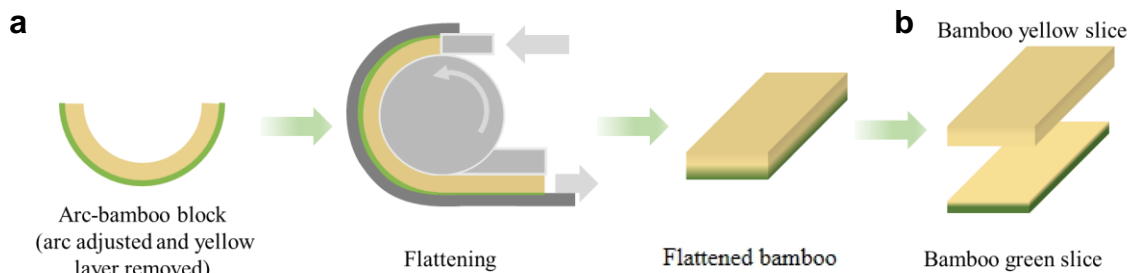 a
b
Bamboo yellow slice
Arc-bamboo block
(arc adjusted and yellow
layer removed)
Flattening
Flattened bamboo
Bamboo green slice